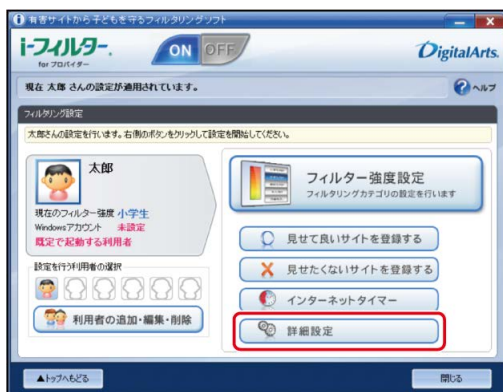 有害サイトから子どもを守るフィルタリングソフト
i-フィルター.
for プロバイダー
ON OFF
DigitalArts.
現在 太郎 さんの設定が適用されています。
ヘルプ
フィルタリング設定
太郎さんの設定を行います。右側のボタンをクリックして設定を開始してください。
太郎
現在のフィルター強度 小学生
Windowsアカウント 未設定
既定で起動する利用者
設定を行う利用者の選択
利用者の追加・編集・削除
フィルター強度設定
フィルタリングカテゴリの設定を行います
見せて良いサイトを登録する
見せたくないサイトを登録する
インターネットタイマー
詳細設定
▲トップへもどる
閉じる